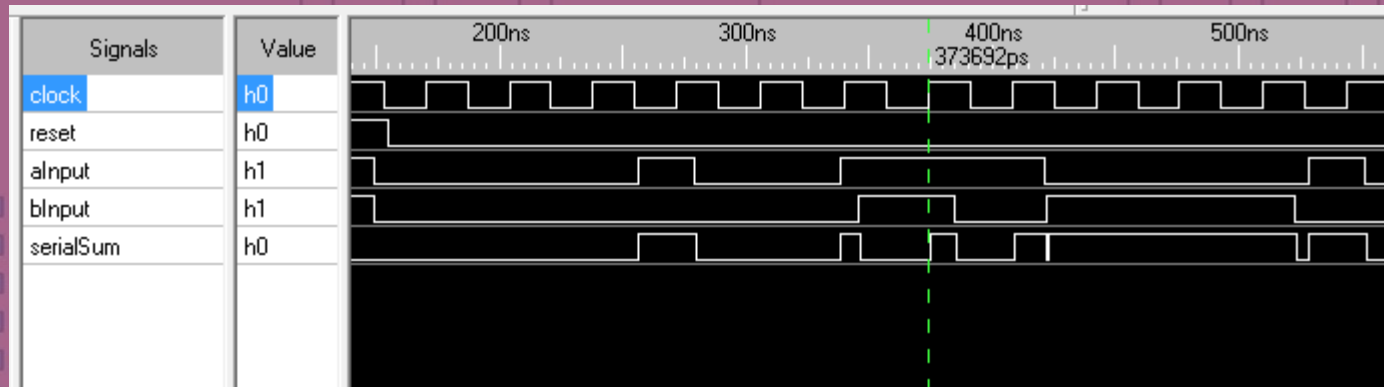 Signals Value 200ns 300ns 400ns 500ns
373692ps
clock h0
reset h0
aInput h1
bInput h1
serialSum h0